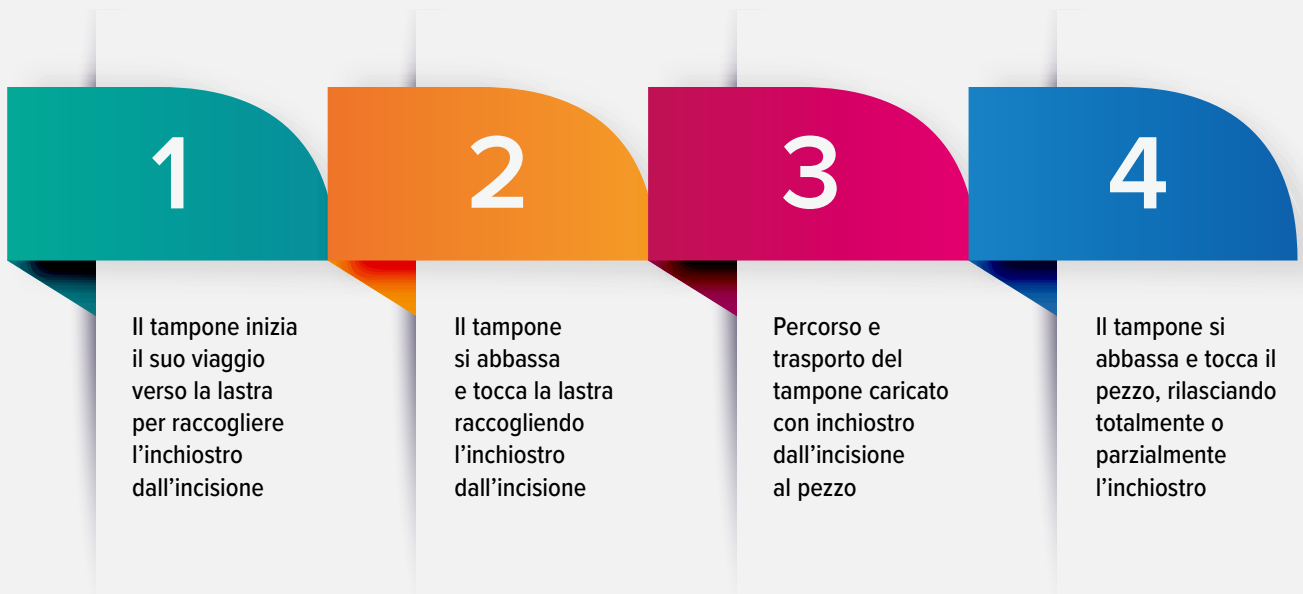 1
Il tampone inizia
il suo viaggio
verso la lastra
per raccogliere
l’inchiostro
dall’incisione
2
Il tampone
si abbassa
e tocca la lastra
raccogliendo
l’inchiostro
dall’incisione
3
Percorso e
trasporto del
tampone caricato
con inchiostro
dall’incisione
al pezzo
4
Il tampone si
abbassa e tocca il
pezzo, rilasciando
totalmente o
parzialmente
l’inchiostro